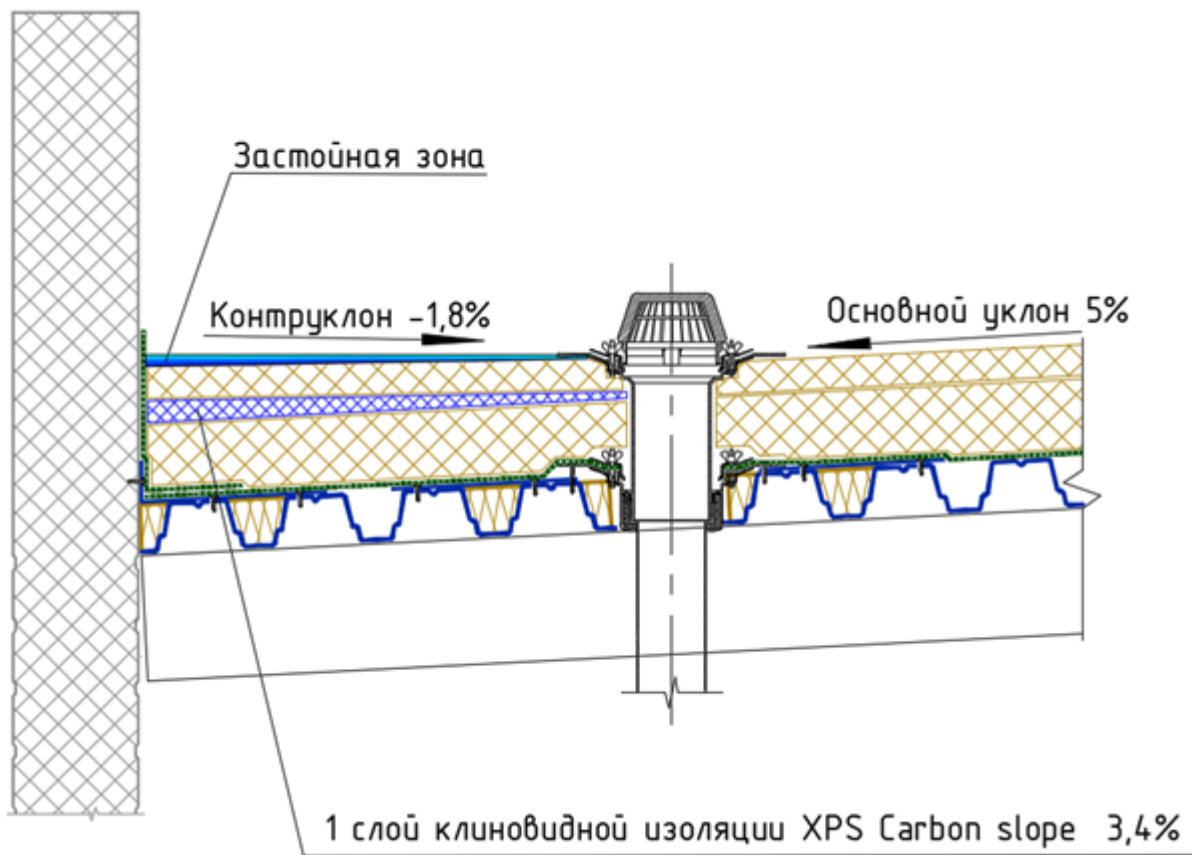 Застойная зона
Контруклон -1,8%
Основной уклон 5%
1 слой клиновидной изоляции XPS Carbon slope 3,4%